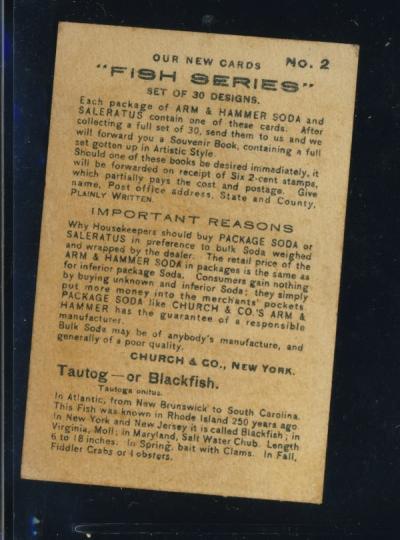 OUR NEW CARDS No. 2
"FISH SERIES"
SET OF 30 DESIGNS.
Each package of ARM & HAMMER SODA and
SALERATUS contain one of these cards. After
collecting a full set of 30, send them to us and we
will forward you a Souvenir Book, containing a full
set gotten up in Artistic Style.
Should one of these books be desired immediately, it
will be forwarded on receipt of Six 2-cent stamps,
which partially pays the cost and postage. Give
name, Post office address, State and County,
PLAINLY WRITTEN.
IMPORTANT REASONS
Why Housekeepers should buy PACKAGE SODA or
SALERATUS in preference to bulk Soda weighed
and wrapped by the dealer. The retail price of the
ARM & HAMMER SODA in packages is the same as
for inferior package Soda. Consumers gain nothing
by buying unknown and inferior Soda; they simply
put more money into the merchants' pockets.
PACKAGE SODA like CHURCH & CO.'S ARM &
HAMMER has the guarantee of a responsible
manufacturer.
Bulk Soda may be of anybody's manufacture, and
generally of a poor quality.
CHURCH & CO., NEW YORK.
Tautog—or Blackfish.
Tautoga onitus.
In Atlantic, from New Brunswick to South Carolina.
This Fish was known in Rhode Island 250 years ago.
In New York and New Jersey it is called Blackfish; in
Virginia, Moll; in Maryland, Salt Water Chub. Length
6 to 18 inches. In Spring, bait with Clams. In Fall,
Fiddler Crabs or Lobsters.